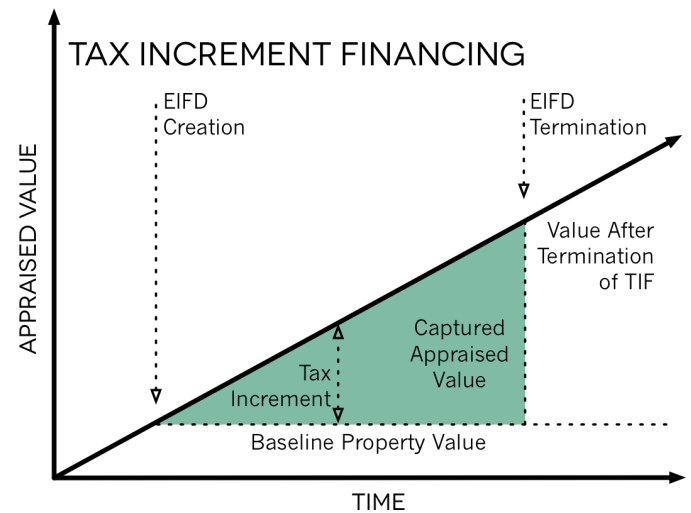 TAX INCREMENT FINANCING
EIFD
Creation
EIFD
Termination
APPRAISED VALUE
Value After
Termination
of TIF
Captured
Appraised
Value
Tax
Increment
Baseline Property Value
TIME